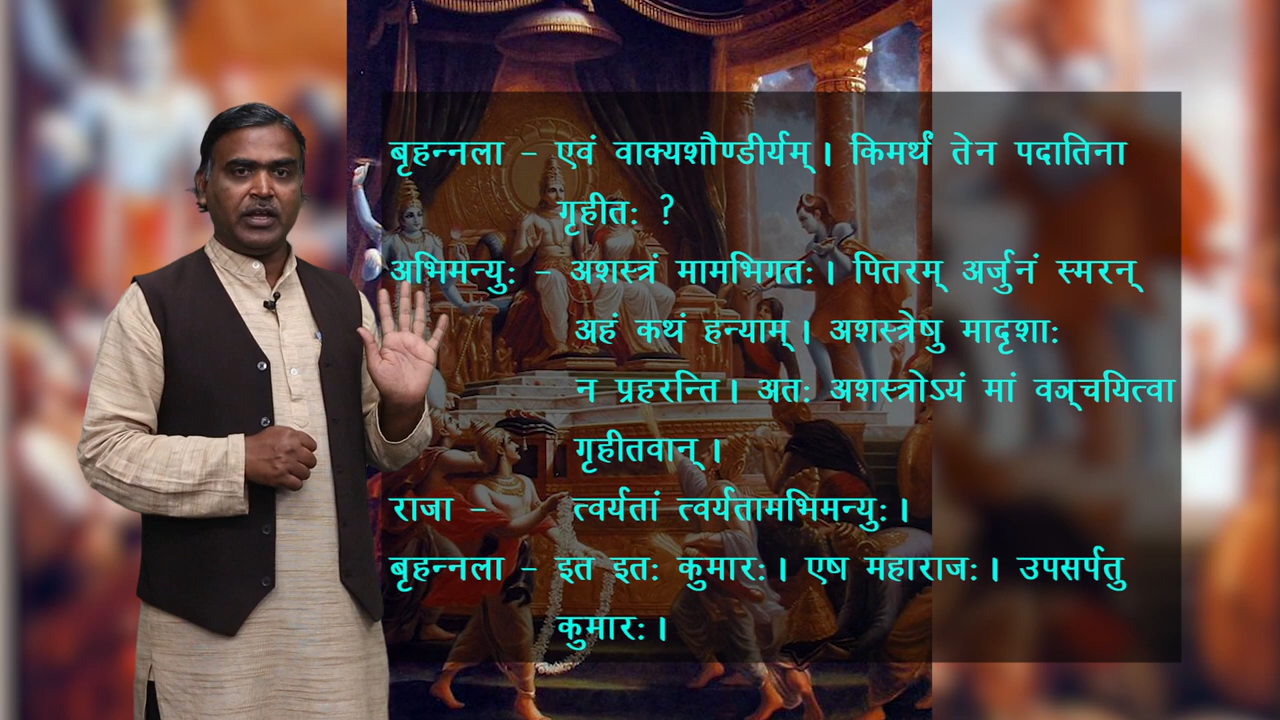 बृहन्नला – एवं वाक्यशौण्डीर्यम् । किमर्थं तेन पदातिना
गृहीतः ?
अभिमन्युः – अशस्त्रं मामभिगतः । पितरम् अर्जुनं स्मरन्
अहं कथं हन्याम् । अशस्त्रेषु मादृशाः
न प्रहरन्ति । अतः अशस्त्रोऽयं मां वञ्चयित्वा
गृहीतवान् ।
राजा – त्वर्यतां त्वर्यतामभिमन्युः ।
बृहन्नला – इत इतः कुमारः । एष महाराजः । उपसर्पतु
कुमारः ।